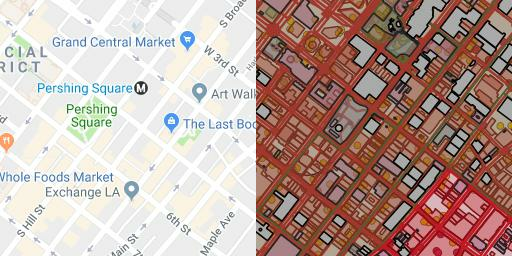 S Broa
Grand Central Market
W 3rd St
CIAL
RICT
Pershing Square M
Art Walk
Pershing
Square
The Last Boo
Whole Foods Market
Exchange LA
S Hill St
6th St
Main St
Maple Ave